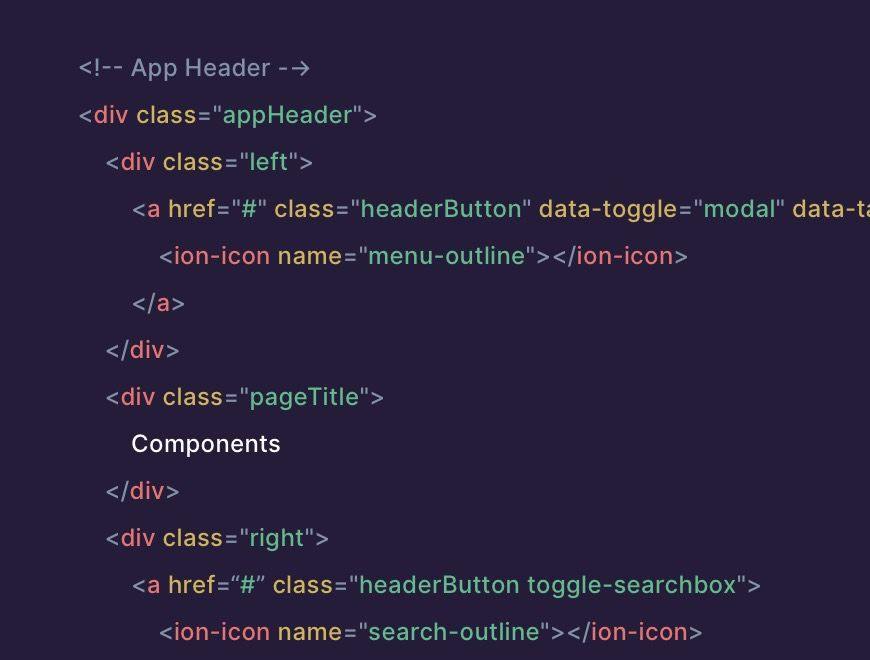 <!-- App Header -->
<div class="appHeader">
<div class="left">
<a href="#" class="headerButton" data-toggle="modal" data-ta
<ion-icon name="menu-outline"></ion-icon>
</a>
</div>
<div class="pageTitle">
Components
</div>
<div class="right">
<a href=“#” class="headerButton toggle-searchbox">
<ion-icon name="search-outline"></ion-icon>